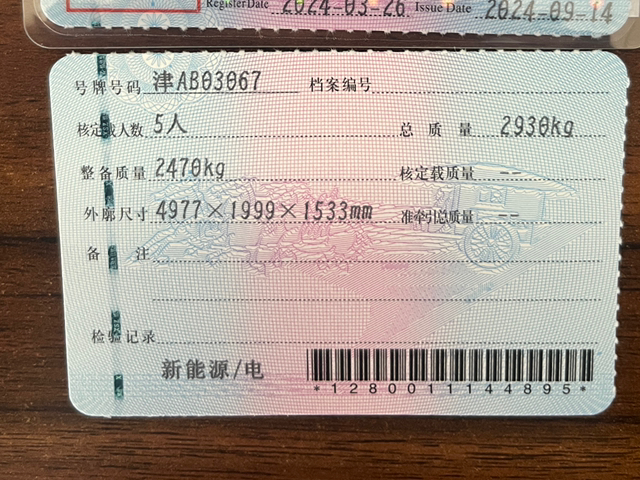 Register Date 2024-03-26 Issue Date 2024-09-14
号牌号码 津AB03067 档案编号
核定载人数 5人 总质量 2930kg
整备质量 2470kg 核定载质量 --
外廓尺寸 4977×1999×1533mm 准牵引总质量 --
备注
检验记录
新能源/电
*1280011144895*